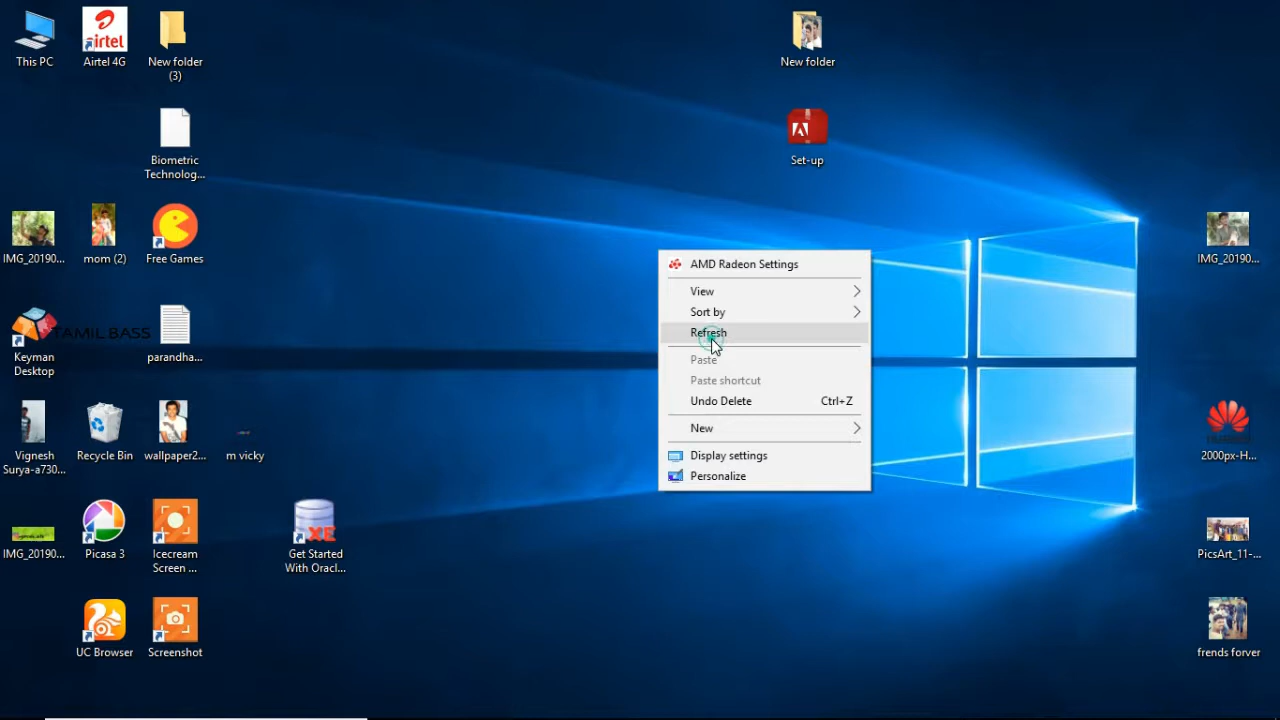 This PC
airtel
Airtel 4G
New folder
(3)
New folder
Biometric
Technolog...
Set-up
IMG_20190...
mom (2)
Free Games
IMG_20190...
AMD Radeon Settings
View
Sort by
Refresh
Paste
Paste shortcut
Undo Delete Ctrl+Z
New
Display settings
Personalize
TAMIL BASS
Keyman
Desktop
parandha...
Vignesh
Surya-a730...
Recycle Bin
wallpaper2...
m vicky
2000px-H...
IMG_20190...
Picasa 3
Icecream
Screen ...
XE
Get Started
With Oracl...
PicsArt_11-...
UC Browser
Screenshot
frends forver